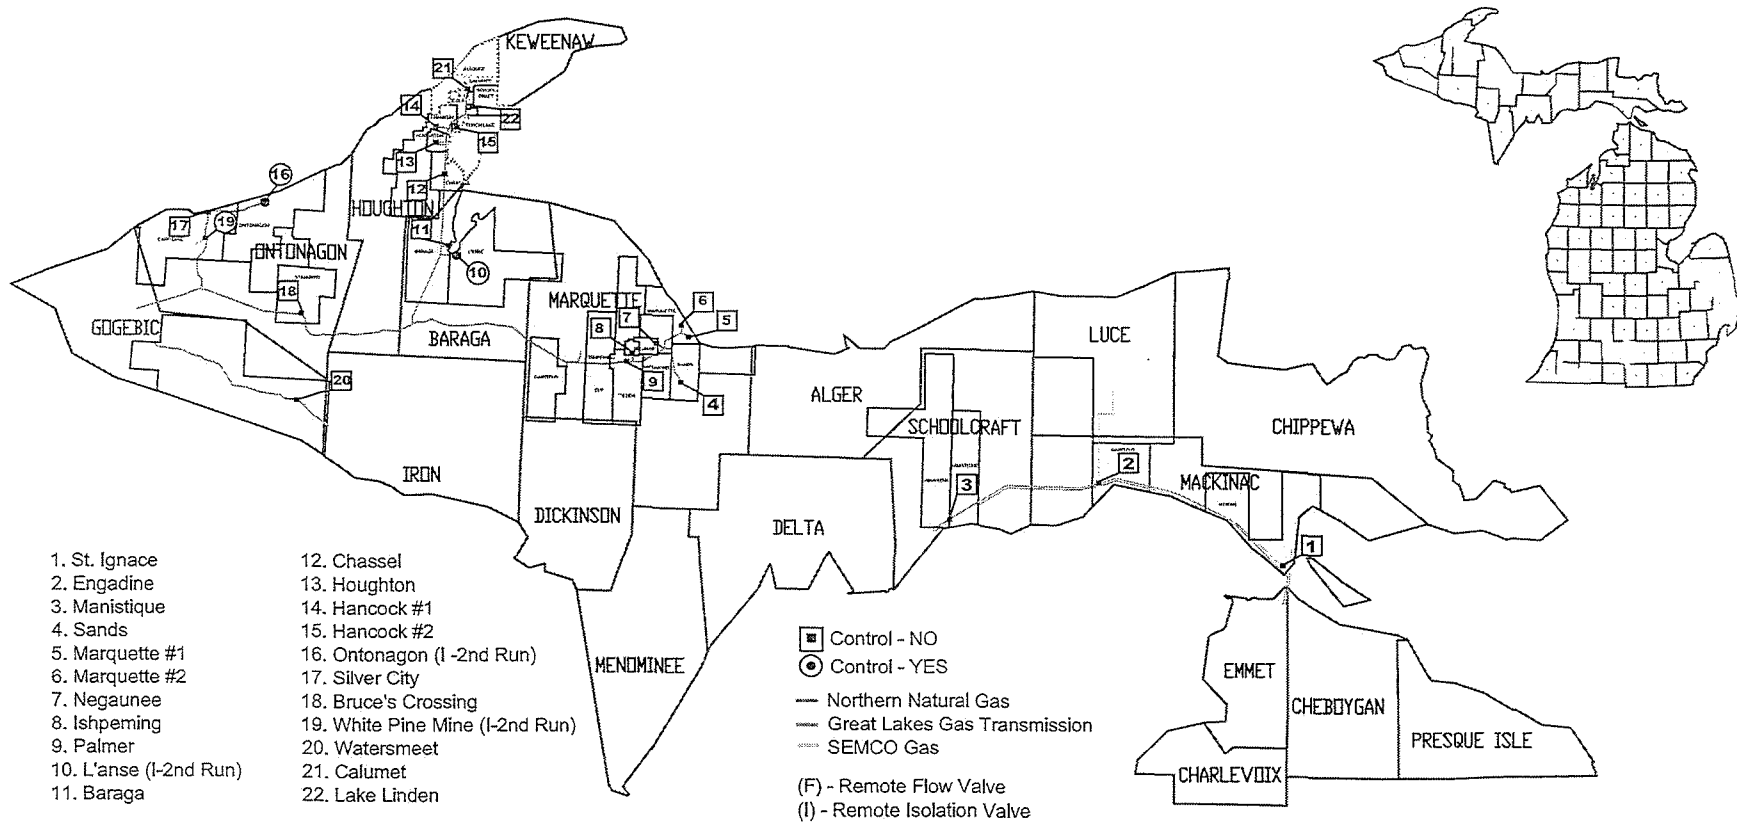 KEWEENAW
21
14
22
15
13
16
12
HOUGHTON
17
19
ONTONAGON
ONTONAGON
11
10
18
MARQUETTE
6
7
5
8
GOGEBIC
BARAGA
LUCE
9
20
4
ALGER
SCHOOLCRAFT
CHIPPEWA
2
IRON
3
MACKINAC
DICKINSON
DELTA
1
1. St. Ignace
2. Engadine
3. Manistique
4. Sands
5. Marquette #1
6. Marquette #2
7. Negaunee
8. Ishpeming
9. Palmer
10. L'anse (I-2nd Run)
11. Baraga
12. Chassel
13. Houghton
14. Hancock #1
15. Hancock #2
16. Ontonagon (I -2nd Run)
17. Silver City
18. Bruce's Crossing
19. White Pine Mine (I-2nd Run)
20. Watersmeet
21. Calumet
22. Lake Linden
MENOMINEE
Control - NO
Control - YES
Northern Natural Gas
Great Lakes Gas Transmission
SEMCO Gas
(F) - Remote Flow Valve
(I) - Remote Isolation Valve
EMMET
CHEBOYGAN
PRESQUE ISLE
CHARLEVOIX